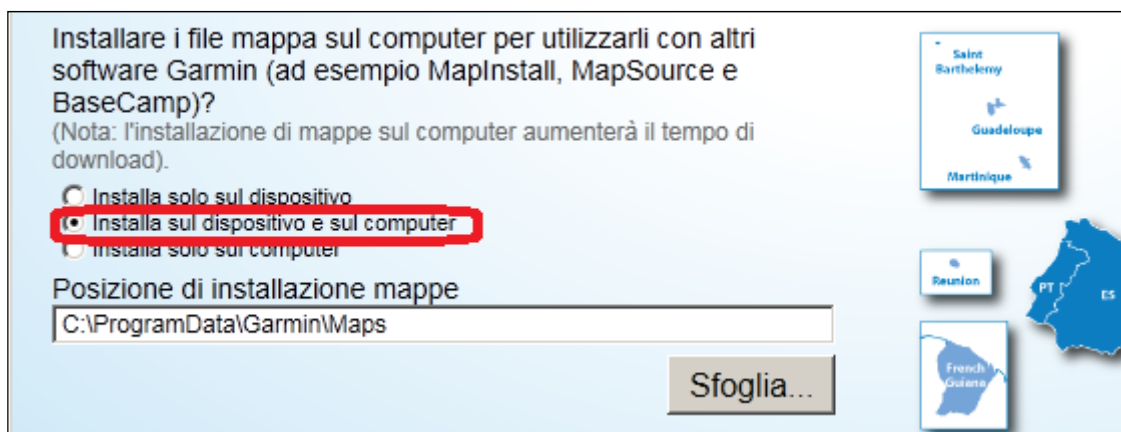 Installare i file mappa sul computer per utilizzarli con altri
software Garmin (ad esempio MapInstall, MapSource e
BaseCamp)?
(Nota: l'installazione di mappe sul computer aumenterà il tempo di
download).
Installa solo sul dispositivo
Installa sul dispositivo e sul computer
Installa solo sul computer
Posizione di installazione mappe
C:\ProgramData\Garmin\Maps
Sfoglia...
Saint
Barthelemy
Guadeloupe
Martinique
Reunion
PT
ES
French
Guiana